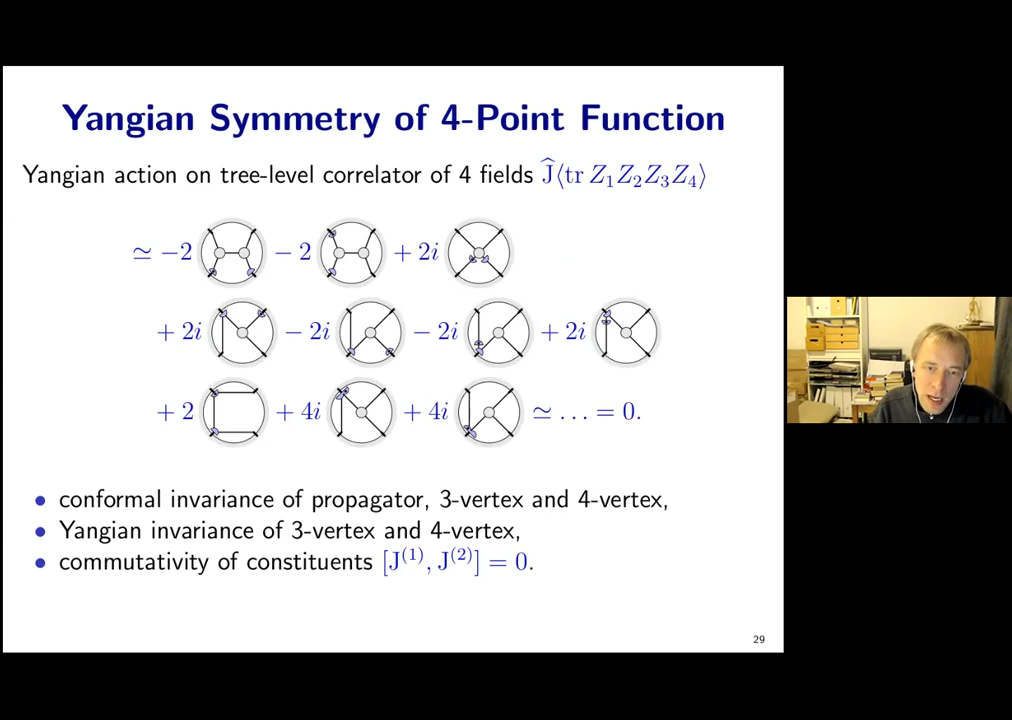 Yangian Symmetry of 4-Point Function
Yangian action on tree-level correlator of 4 fields Ĵ⟨tr Z₁Z₂Z₃Z₄⟩
≃ −2 − 2 + 2i
+ 2i − 2i − 2i + 2i
+ 2 + 4i + 4i ≃ … = 0.
• conformal invariance of propagator, 3-vertex and 4-vertex,
• Yangian invariance of 3-vertex and 4-vertex,
• commutativity of constituents [J⁽¹⁾, J⁽²⁾] = 0.
29